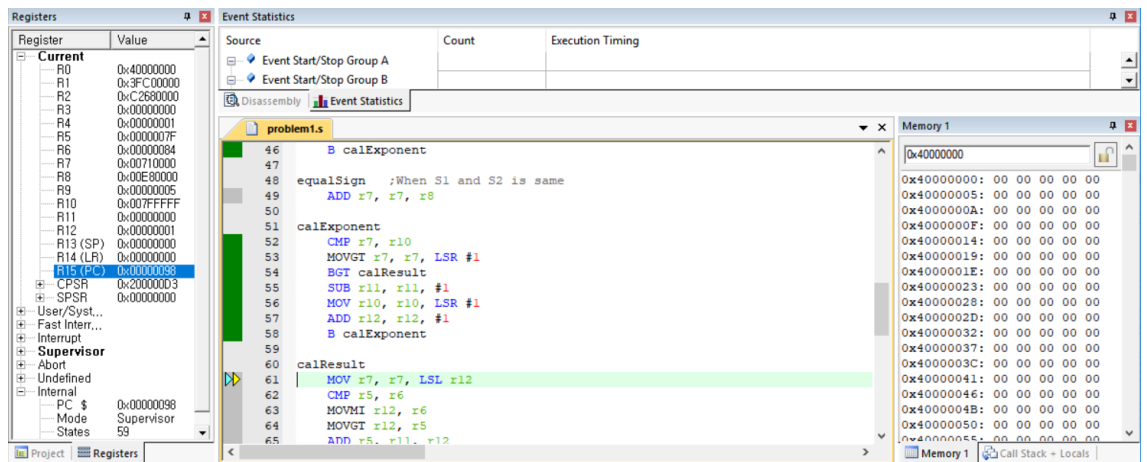 Registers
Register Value
Current
R0 0x40000000
R1 0x3FC00000
R2 0xC2680000
R3 0x00000000
R4 0x00000001
R5 0x0000007F
R6 0x00000084
R7 0x00710000
R8 0x00E80000
R9 0x00000005
R10 0x007FFFFF
R11 0x00000000
R12 0x00000001
R13 (SP) 0x00000000
R14 (LR) 0x00000000
R15 (PC) 0x00000098
CPSR 0x200000D3
SPSR 0x00000000
User/Syst...
Fast Interr,..
Interrupt
Supervisor
Abort
Undefined
Internal
PC $ 0x00000098
Mode Supervisor
States 59
Project Registers
Event Statistics
Source Count Execution Timing
Event Start/Stop Group A
Event Start/Stop Group B
Disassembly Event Statistics
problem1.s
46 B calExponent
47
48 equalSign ;When S1 and S2 is same
49 ADD r7, r7, r8
50
51 calExponent
52 CMP r7, r10
53 MOVGT r7, r7, LSR #1
54 BGT calResult
55 SUB r11, r11, #1
56 MOV r10, r10, LSR #1
57 ADD r12, r12, #1
58 B calExponent
59
60 calResult
61 MOV r7, r7, LSL r12
62 CMP r5, r6
63 MOVMI r12, r6
64 MOVGT r12, r5
65 ADD r5, r11, r12
Memory 1
0x40000000
0x40000000: 00 00 00 00 00
0x40000005: 00 00 00 00 00
0x4000000A: 00 00 00 00 00
0x4000000F: 00 00 00 00 00
0x40000014: 00 00 00 00 00
0x40000019: 00 00 00 00 00
0x4000001E: 00 00 00 00 00
0x40000023: 00 00 00 00 00
0x40000028: 00 00 00 00 00
0x4000002D: 00 00 00 00 00
0x40000032: 00 00 00 00 00
0x40000037: 00 00 00 00 00
0x4000003C: 00 00 00 00 00
0x40000041: 00 00 00 00 00
0x40000046: 00 00 00 00 00
0x4000004B: 00 00 00 00 00
0x40000050: 00 00 00 00 00
0x40000055: 00 00 00 00 00
Memory 1 Call Stack + Locals